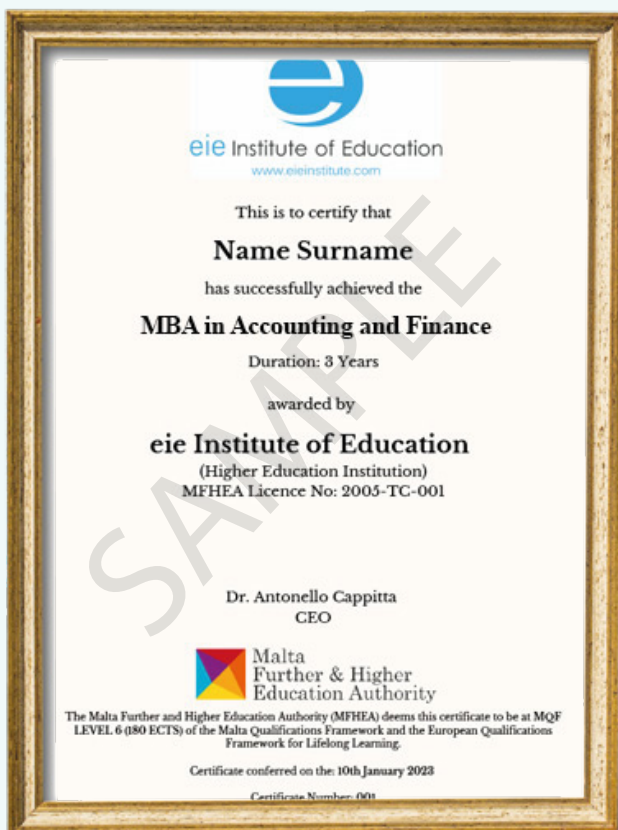 eie Institute of Education
www.eieinstitute.com
This is to certify that
Name Surname
has successfully achieved the
MBA in Accounting and Finance
Duration: 3 Years
awarded by
eie Institute of Education
(Higher Education Institution)
MFHEA Licence No: 2005-TC-001
SAMPLE
Dr. Antonello Cappitta
CEO
Malta
Further & Higher
Education Authority
The Malta Further and Higher Education Authority (MFHEA) deems this certificate to be at MQF
LEVEL 6 (180 ECTS) of the Malta Qualifications Framework and the European Qualifications
Framework for Lifelong Learning.
Certificate conferred on the: 10th January 2023
Certificate Number: 001